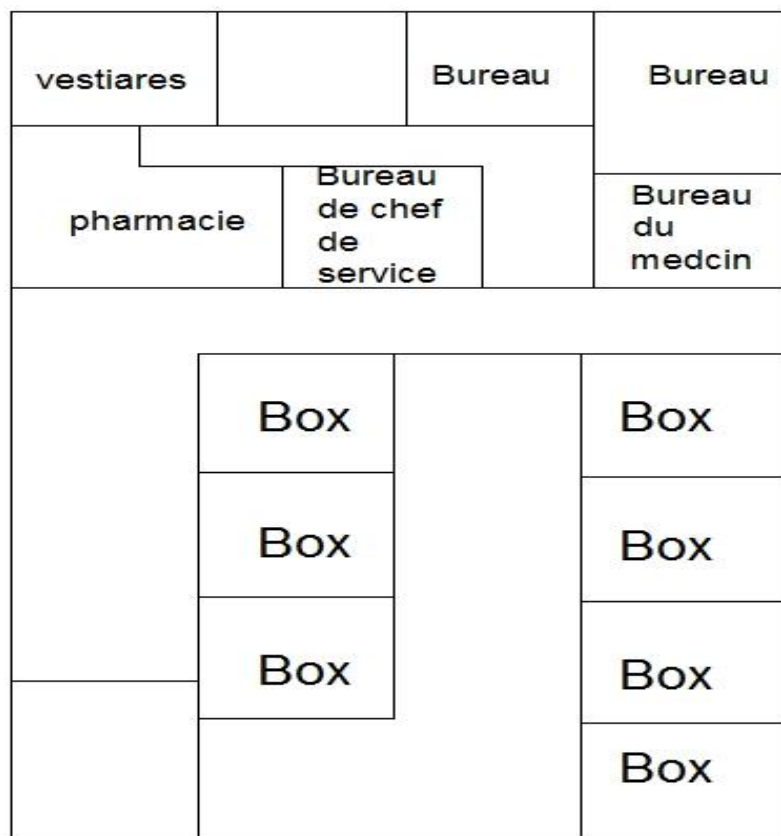 vestiares
Bureau
Bureau
pharmacie
Bureau
de chef
de
service
Bureau
du
medcin
Box
Box
Box
Box
Box
Box
Box